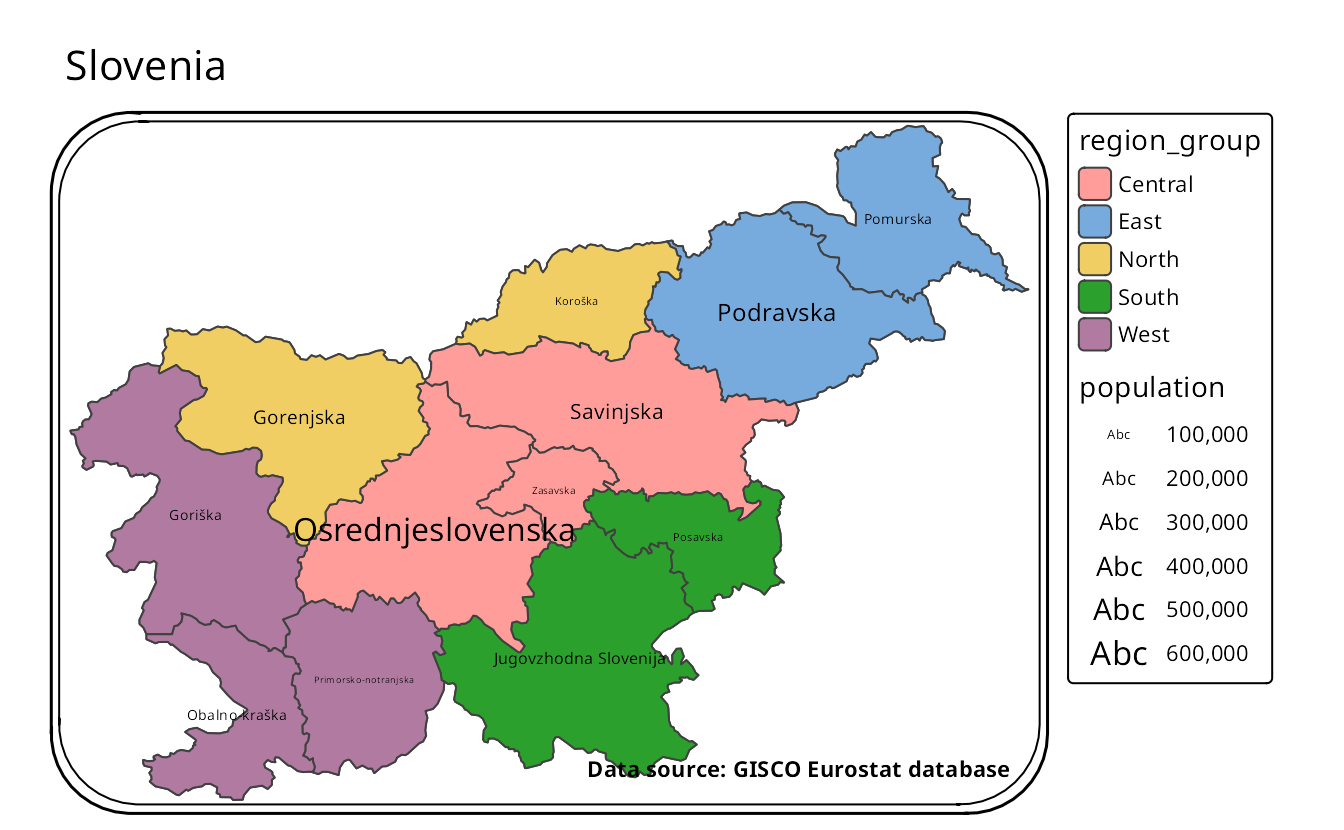 Slovenia
Pomurska
Koroška
Podravska
Gorenjska
Savinjska
Zasavska
Goriška
Osrednjeslovenska
Posavska
Jugovzhodna Slovenija
Primorsko-notranjska
Obalno-kraška
Data source: GISCO Eurostat database
region_group
Central
East
North
South
West
population
Abc 100,000
Abc 200,000
Abc 300,000
Abc 400,000
Abc 500,000
Abc 600,000